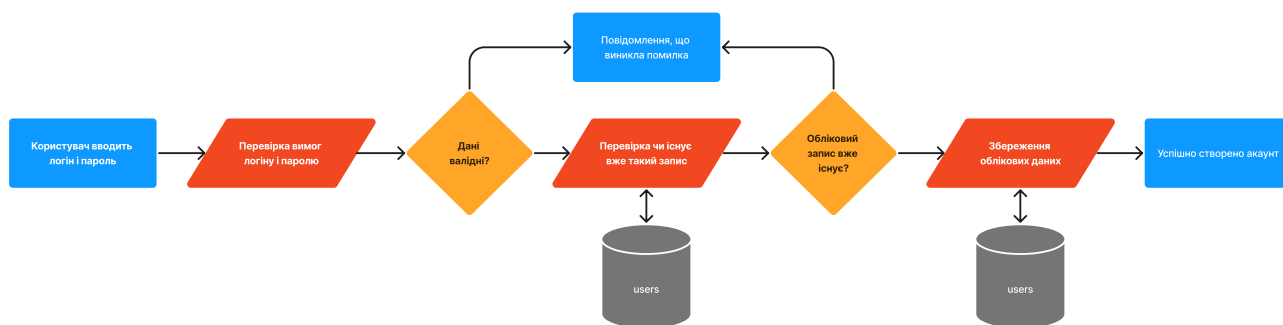 Повідомлення, що
виникла помилка
Користувач вводить
логін і пароль
Перевірка вимог
логіну і паролю
Дані
валідні?
Перевірка чи існує
вже такий запис
Обліковий
запис вже
існує?
Збереження
облікових даних
Успішно створено акаунт
users
users